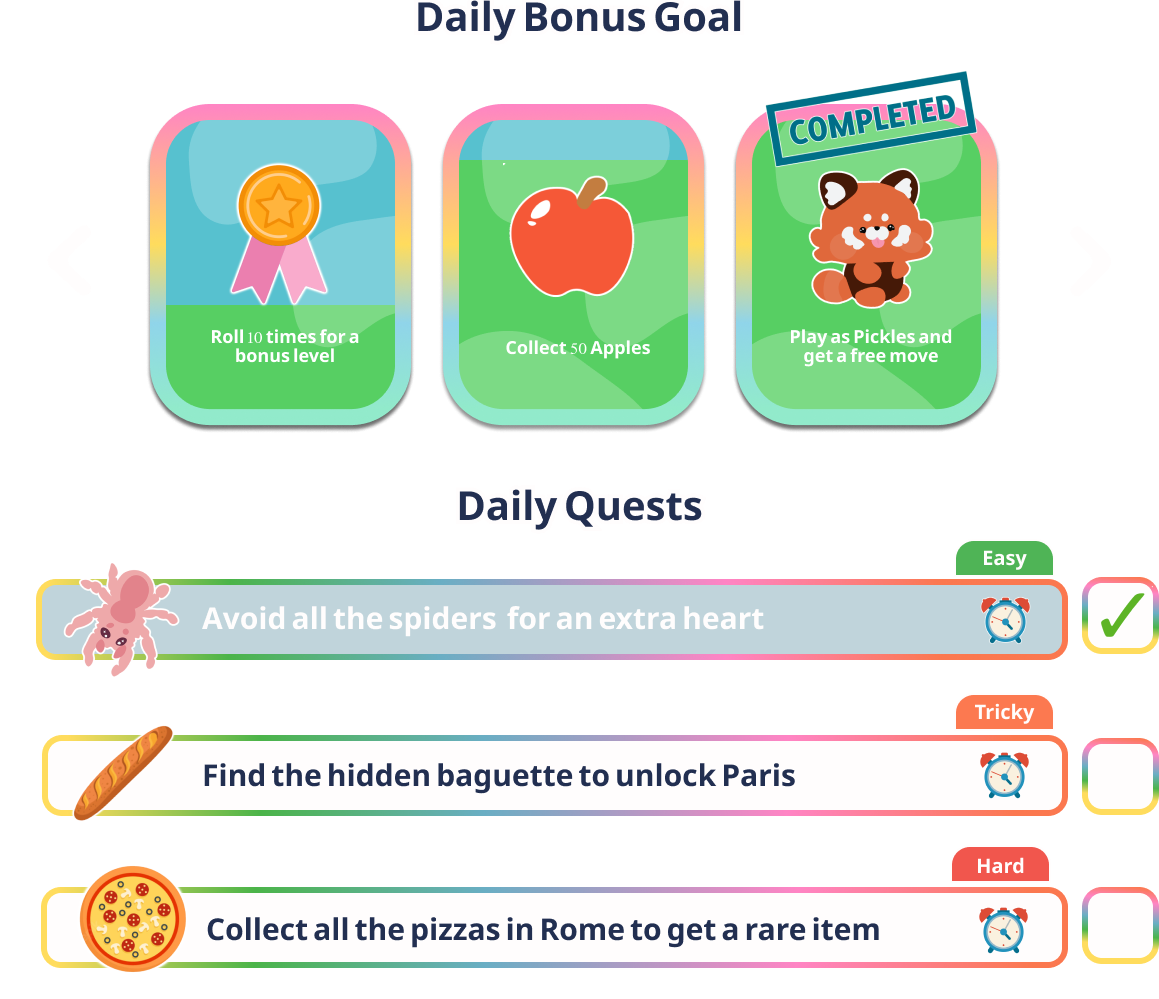 Daily Bonus Goal
COMPLETED
Roll 10 times for a
bonus level
Collect 50 Apples
Play as Pickles and
get a free move
Daily Quests
Easy
Avoid all the spiders for an extra heart
Tricky
Find the hidden baguette to unlock Paris
Hard
Collect all the pizzas in Rome to get a rare item